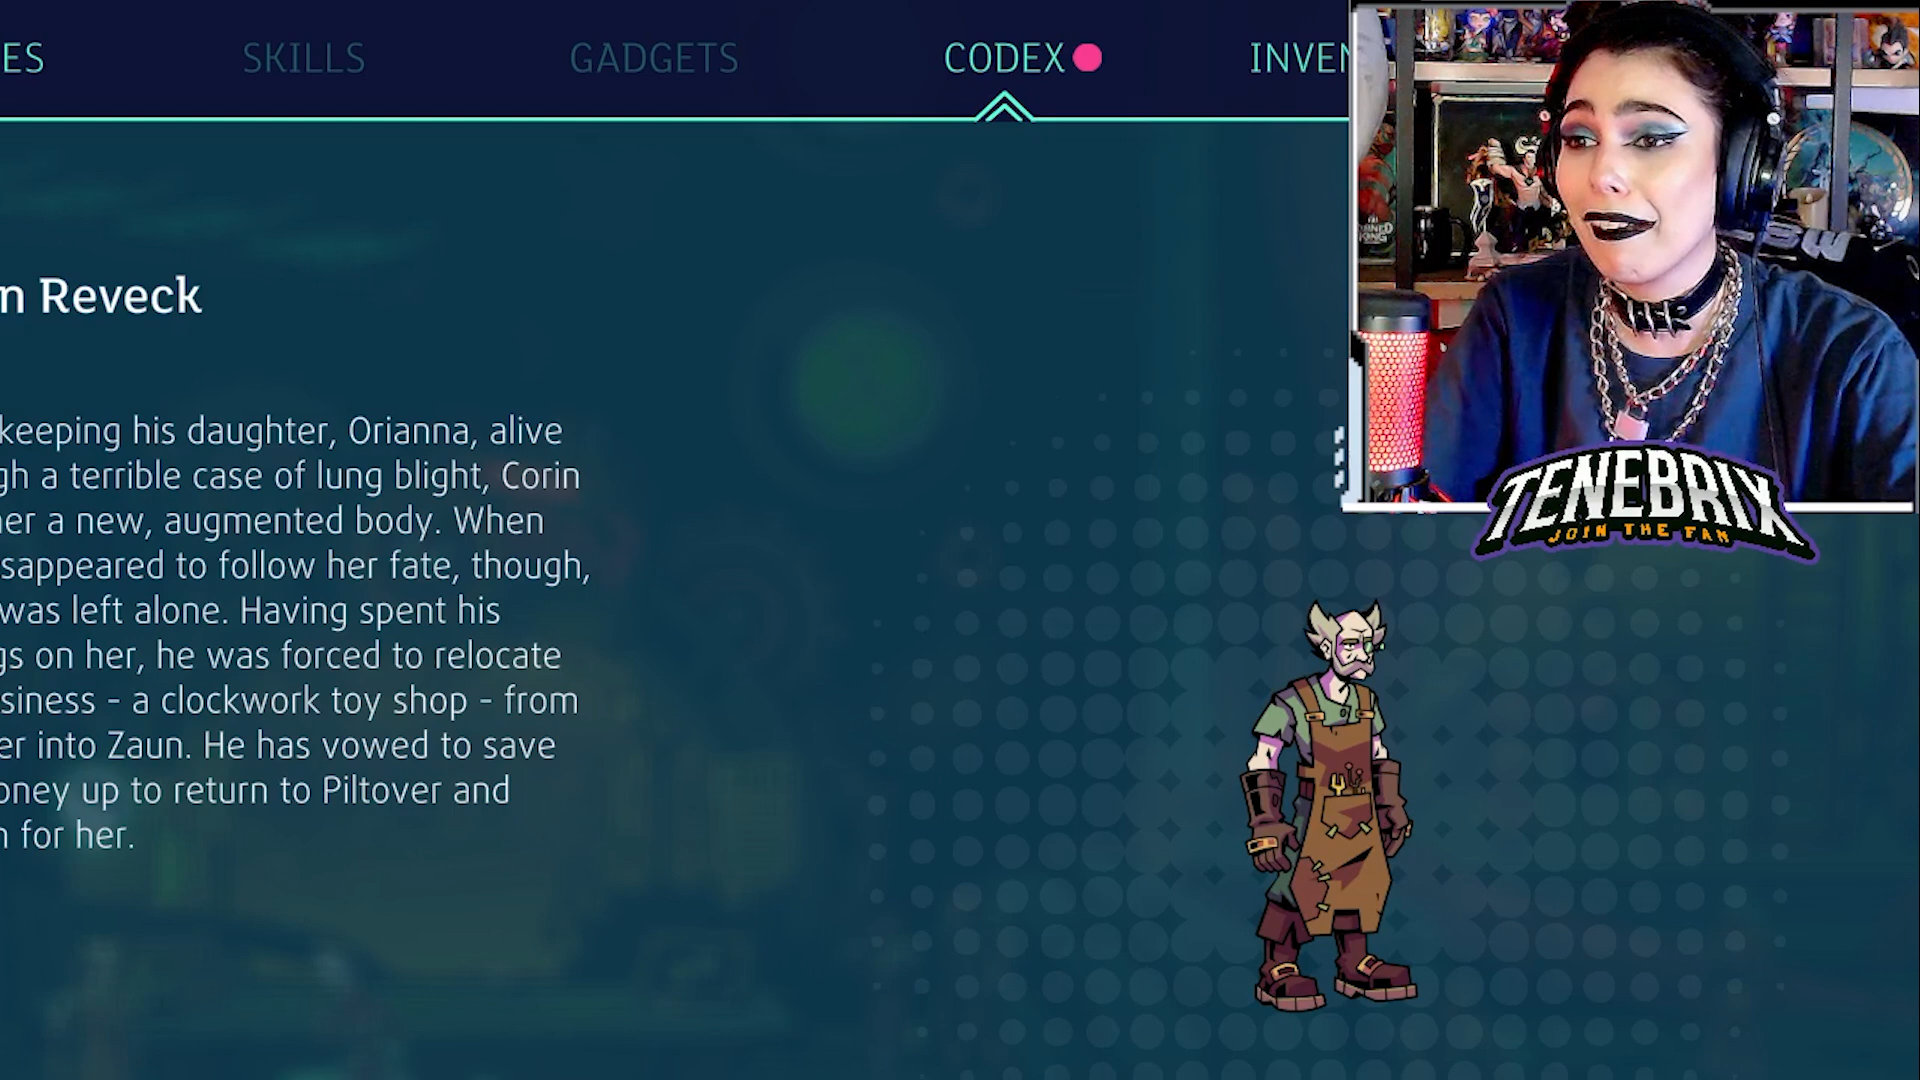 ES SKILLS GADGETS CODEX INVEN
n Reveck
keeping his daughter, Orianna, alive
gh a terrible case of lung blight, Corin
her a new, augmented body. When
sappeared to follow her fate, though,
was left alone. Having spent his
gs on her, he was forced to relocate
siness - a clockwork toy shop - from
er into Zaun. He has vowed to save
oney up to return to Piltover and
n for her.
TENEBRIX
JOIN THE FAM